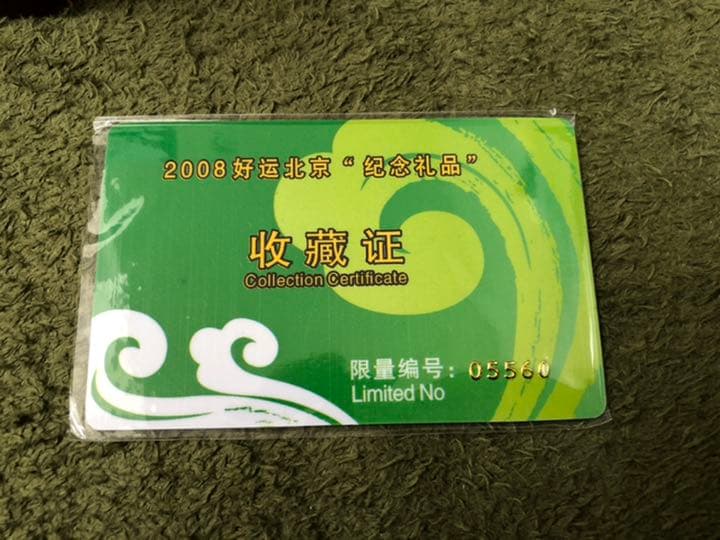 2008好运北京“纪念礼品”
收藏证
Collection Certificate
限量编号：05560
Limited No